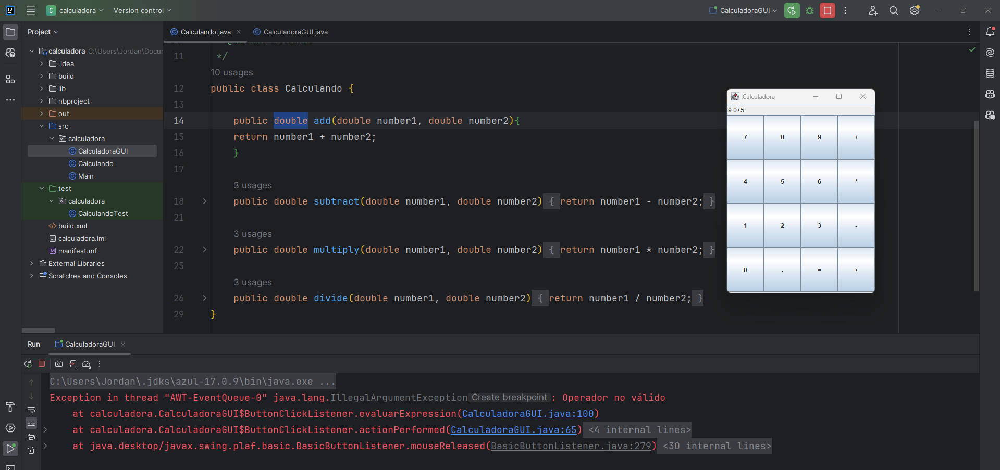 IJ
C calculadora
Version control
CalculadoraGUI
Project
Calculando.java
CalculadoraGUI.java
calculadora C:\Users\Jordan\Docur
.idea
build
lib
nbproject
out
src
calculadora
CalculadoraGUI
Calculando
Main
test
calculadora
CalculandoTest
build.xml
calculadora.iml
manifest.mf
External Libraries
Scratches and Consoles
11 */
10 usages
12 public class Calculando {
13
14 public double add(double number1, double number2){
15 return number1 + number2;
16 }
17
3 usages
18 public double subtract(double number1, double number2) { return number1 - number2; }
21
3 usages
22 public double multiply(double number1, double number2) { return number1 * number2; }
25
3 usages
26 public double divide(double number1, double number2) { return number1 / number2; }
29 }
Calculadora
9.0+5
7 8 9 /
4 5 6 *
1 2 3 -
0 . = +
Run CalculadoraGUI
C:\Users\Jordan\.jdks\azul-17.0.9\bin\java.exe ...
Exception in thread "AWT-EventQueue-0" java.lang.IllegalArgumentException Create breakpoint : Operador no válido
at calculadora.CalculadoraGUI$ButtonClickListener.evaluarExpression(CalculadoraGUI.java:100)
at calculadora.CalculadoraGUI$ButtonClickListener.actionPerformed(CalculadoraGUI.java:65) <4 internal lines>
at java.desktop/javax.swing.plaf.basic.BasicButtonListener.mouseReleased(BasicButtonListener.java:279) <30 internal lines>